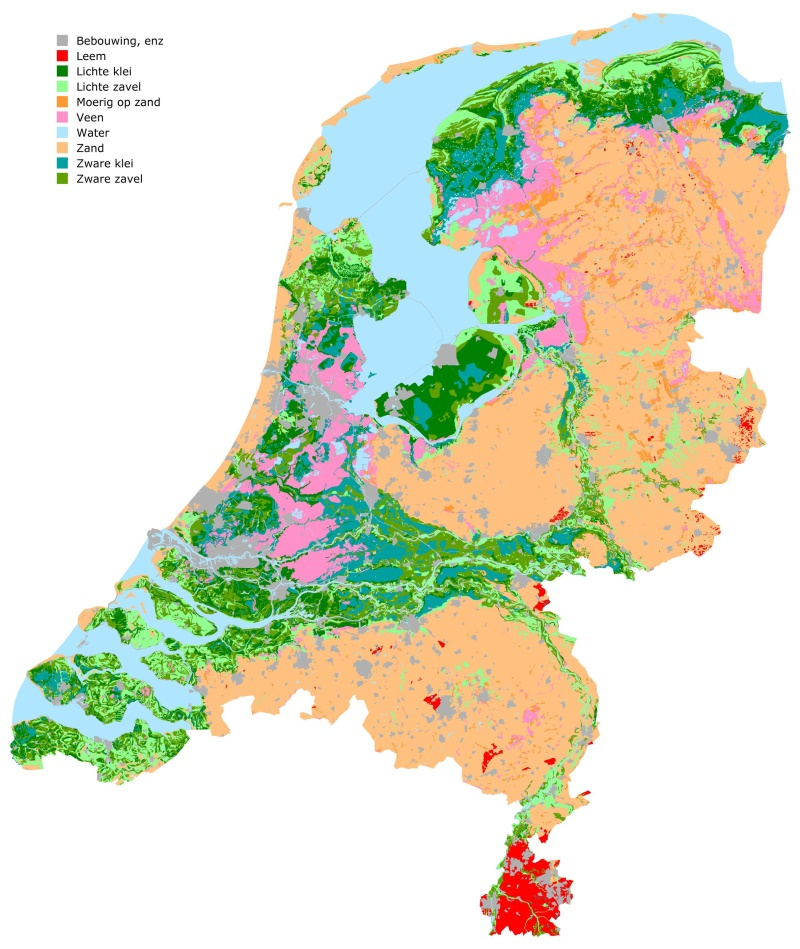 Bebouwing, enz
Leem
Lichte klei
Lichte zavel
Moerig op zand
Veen
Water
Zand
Zware klei
Zware zavel